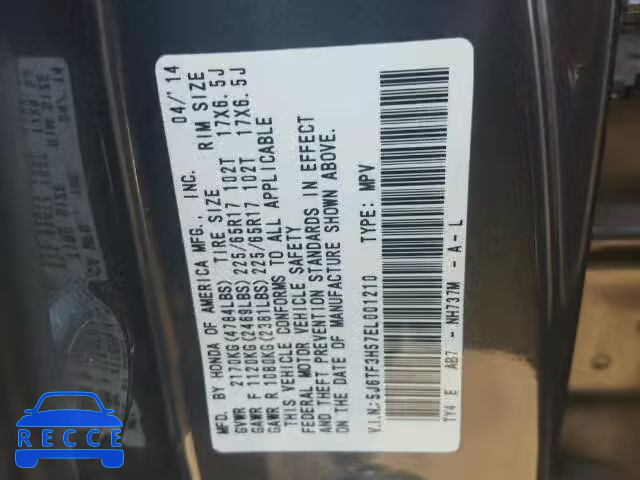 MFD. BY HONDA OF AMERICA MFG., INC. 04/'14
TIRE SIZE RIM SIZE
GVWR 2170KG(4784LBS)
GAWR F 1120KG(2469LBS) 225/65R17 102T 17X6.5J
GAWR R 1080KG(2381LBS) 225/65R17 102T 17X6.5J
THIS VEHICLE CONFORMS TO ALL APPLICABLE
FEDERAL MOTOR VEHICLE SAFETY
AND THEFT PREVENTION STANDARDS IN EFFECT
ON THE DATE OF MANUFACTURE SHOWN ABOVE.
V.I.N.:5J6TF3H57EL001210 TYPE: MPV
TY4 E AB7 - NH737M - A - L